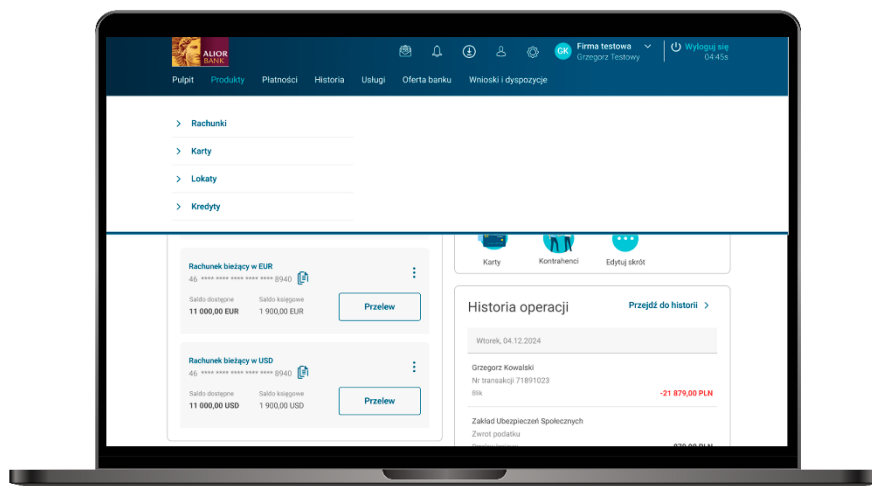 ALIOR
BANK
GK
Firma testowa
Grzegorz Testowy
Wyloguj się
04:45s
Pulpit Produkty Płatności Historia Usługi Oferta banku Wnioski i dyspozycje
Rachunki
Karty
Lokaty
Kredyty
Rachunek bieżący w EUR
46 **** **** **** **** **** 8940
Saldo dostępne Saldo księgowe
11 000,00 EUR 1 900,00 EUR
Przelew
Rachunek bieżący w USD
46 **** **** **** **** **** 8940
Saldo dostępne Saldo księgowe
11 000,00 USD 1 900,00 USD
Przelew
Karty Kontrahenci Edytuj skrót
Historia operacji
Przejdź do historii
Wtorek, 04.12.2024
Grzegorz Kowalski
Nr transakcji 71891023
Blik
-21 879,00 PLN
Zakład Ubezpieczeń Społecznych
Zwrot podatku